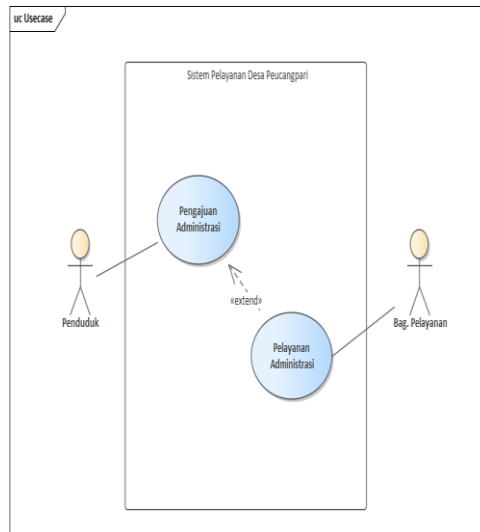 uc Usecase
Sistem Pelayanan Desa Peucangpari
Pengajuan
Administrasi
Penduduk
«extend»
Bag. Pelayanan
Pelayanan
Administrasi